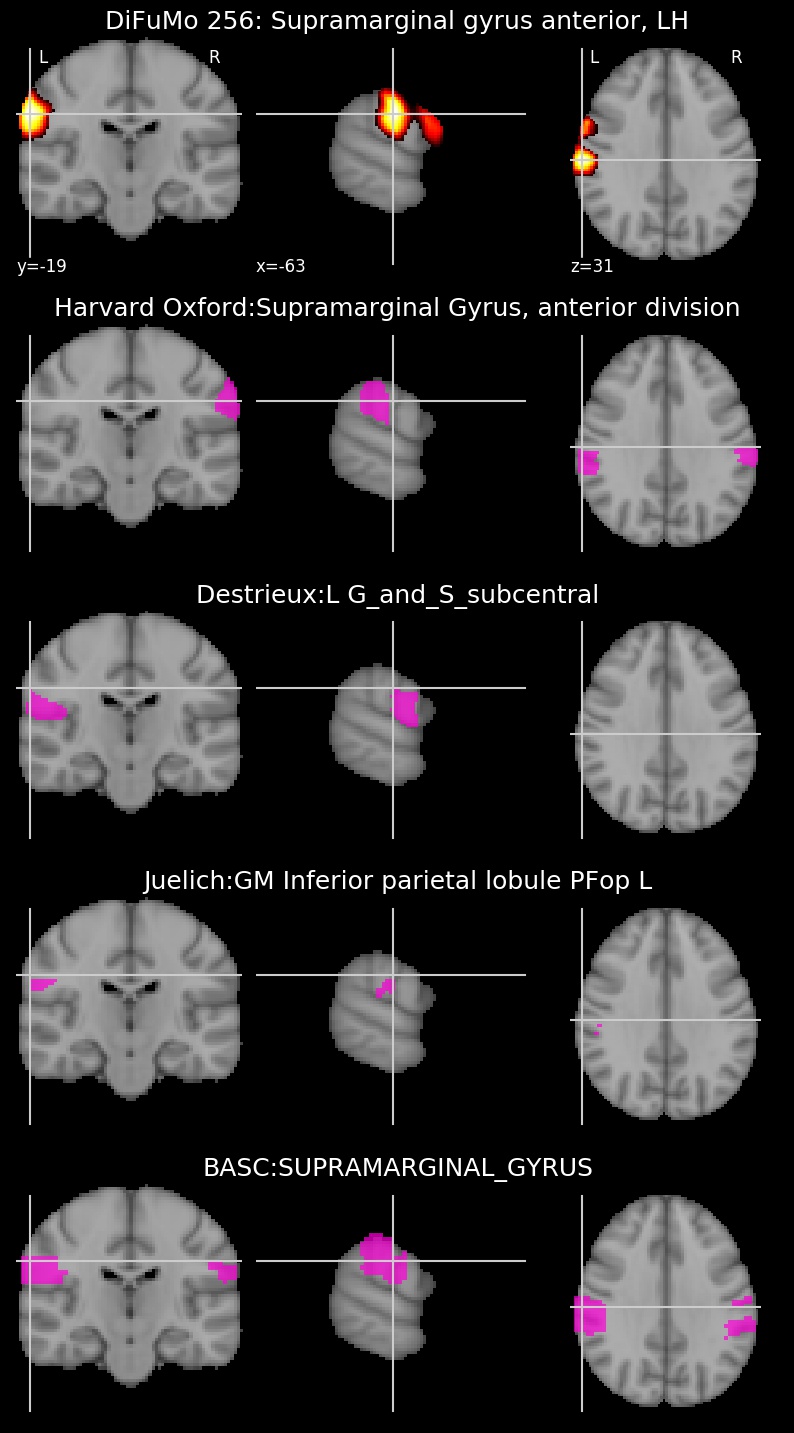 DiFuMo 256: Supramarginal gyrus anterior, LH
L R L R
y=-19 x=-63 z=31
Harvard Oxford:Supramarginal Gyrus, anterior division
Destrieux:L G_and_S_subcentral
Juelich:GM Inferior parietal lobule PFop L
BASC:SUPRAMARGINAL_GYRUS